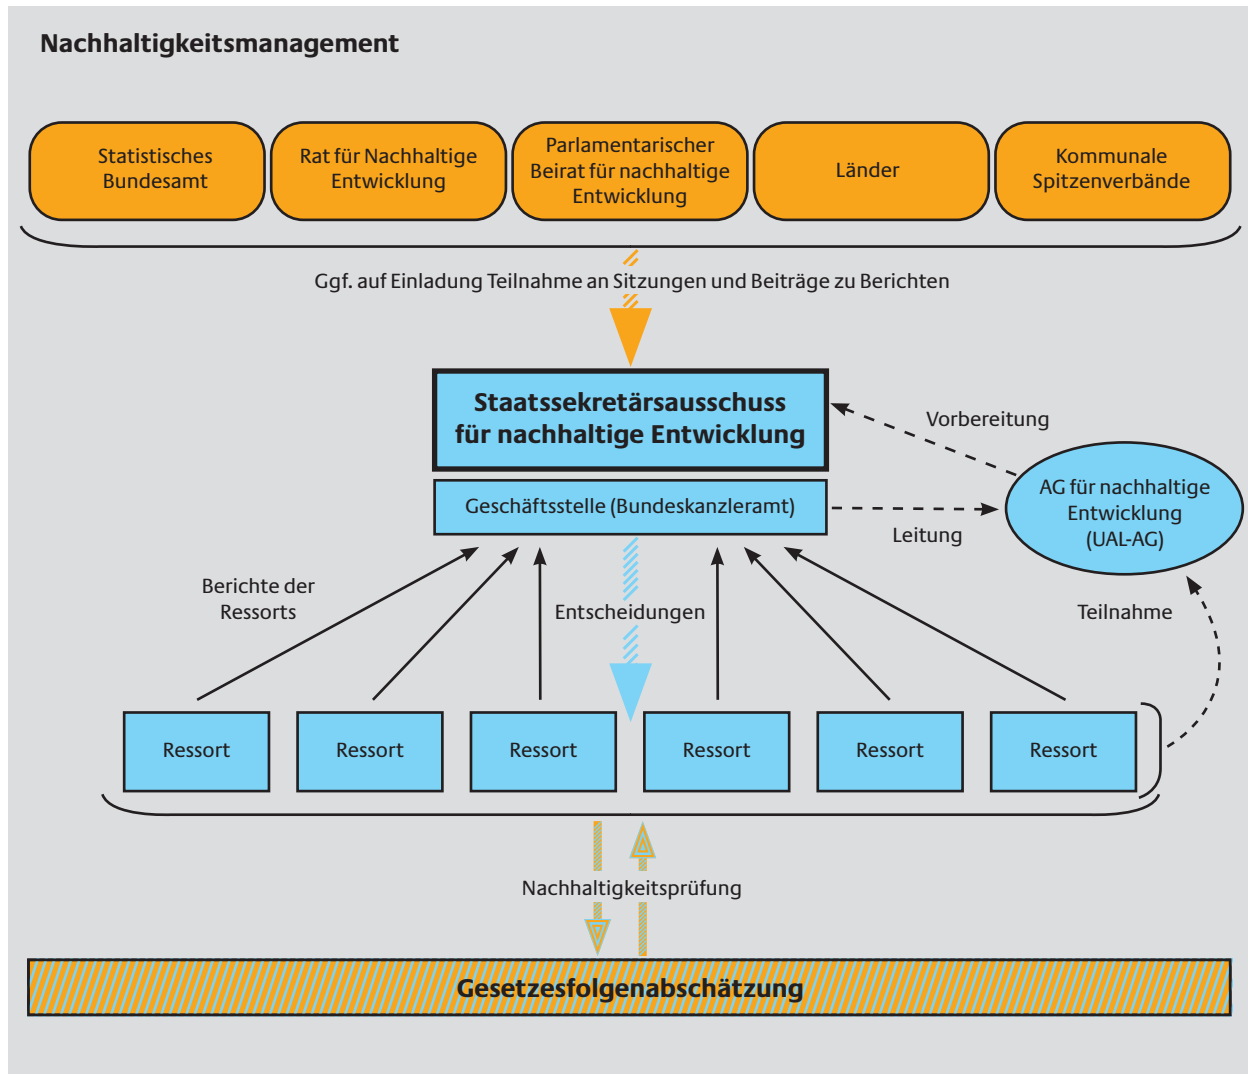 Nachhaltigkeitsmanagement
Statistisches
Bundesamt
Rat für Nachhaltige
Entwicklung
Parlamentarischer
Beirat für nachhaltige
Entwicklung
Länder
Kommunale
Spitzenverbände
Ggf. auf Einladung Teilnahme an Sitzungen und Beiträge zu Berichten
Staatssekretärsausschuss
für nachhaltige Entwicklung
Vorbereitung
Geschäftsstelle (Bundeskanzleramt)
Leitung
AG für nachhaltige
Entwicklung
(UAL-AG)
Berichte der
Ressorts
Entscheidungen
Teilnahme
Ressort
Ressort
Ressort
Ressort
Ressort
Ressort
Nachhaltigkeitsprüfung
Gesetzesfolgenabschätzung